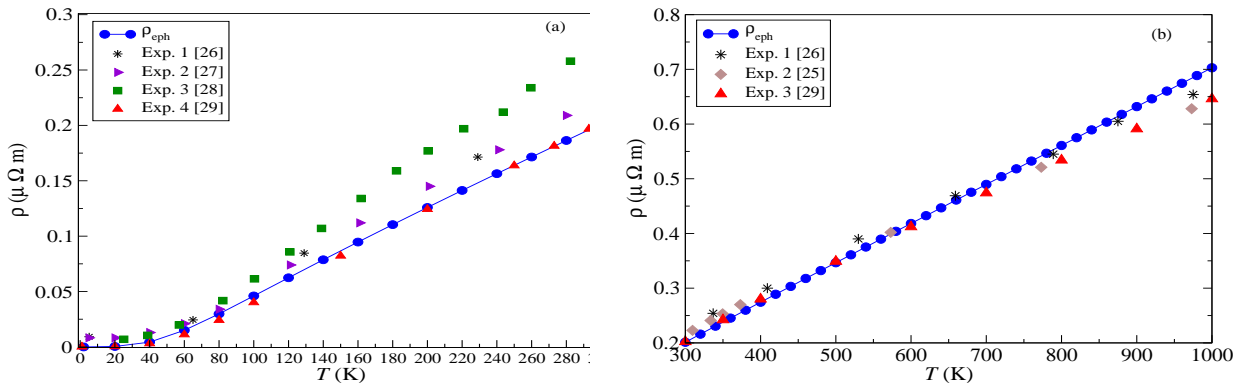 (a)
ρeph
Exp. 1 [26]
Exp. 2 [27]
Exp. 3 [28]
Exp. 4 [29]
0.3
0.25
0.2
0.15
0.1
0.05
0
ρ (μ Ω m)
0 20 40 60 80 100 120 140 160 180 200 220 240 260 280
T (K)
(b)
ρeph
Exp. 1 [26]
Exp. 2 [25]
Exp. 3 [29]
0.8
0.7
0.6
0.5
0.4
0.3
0.2
ρ (μ Ω m)
300 400 500 600 700 800 900 1000
T (K)